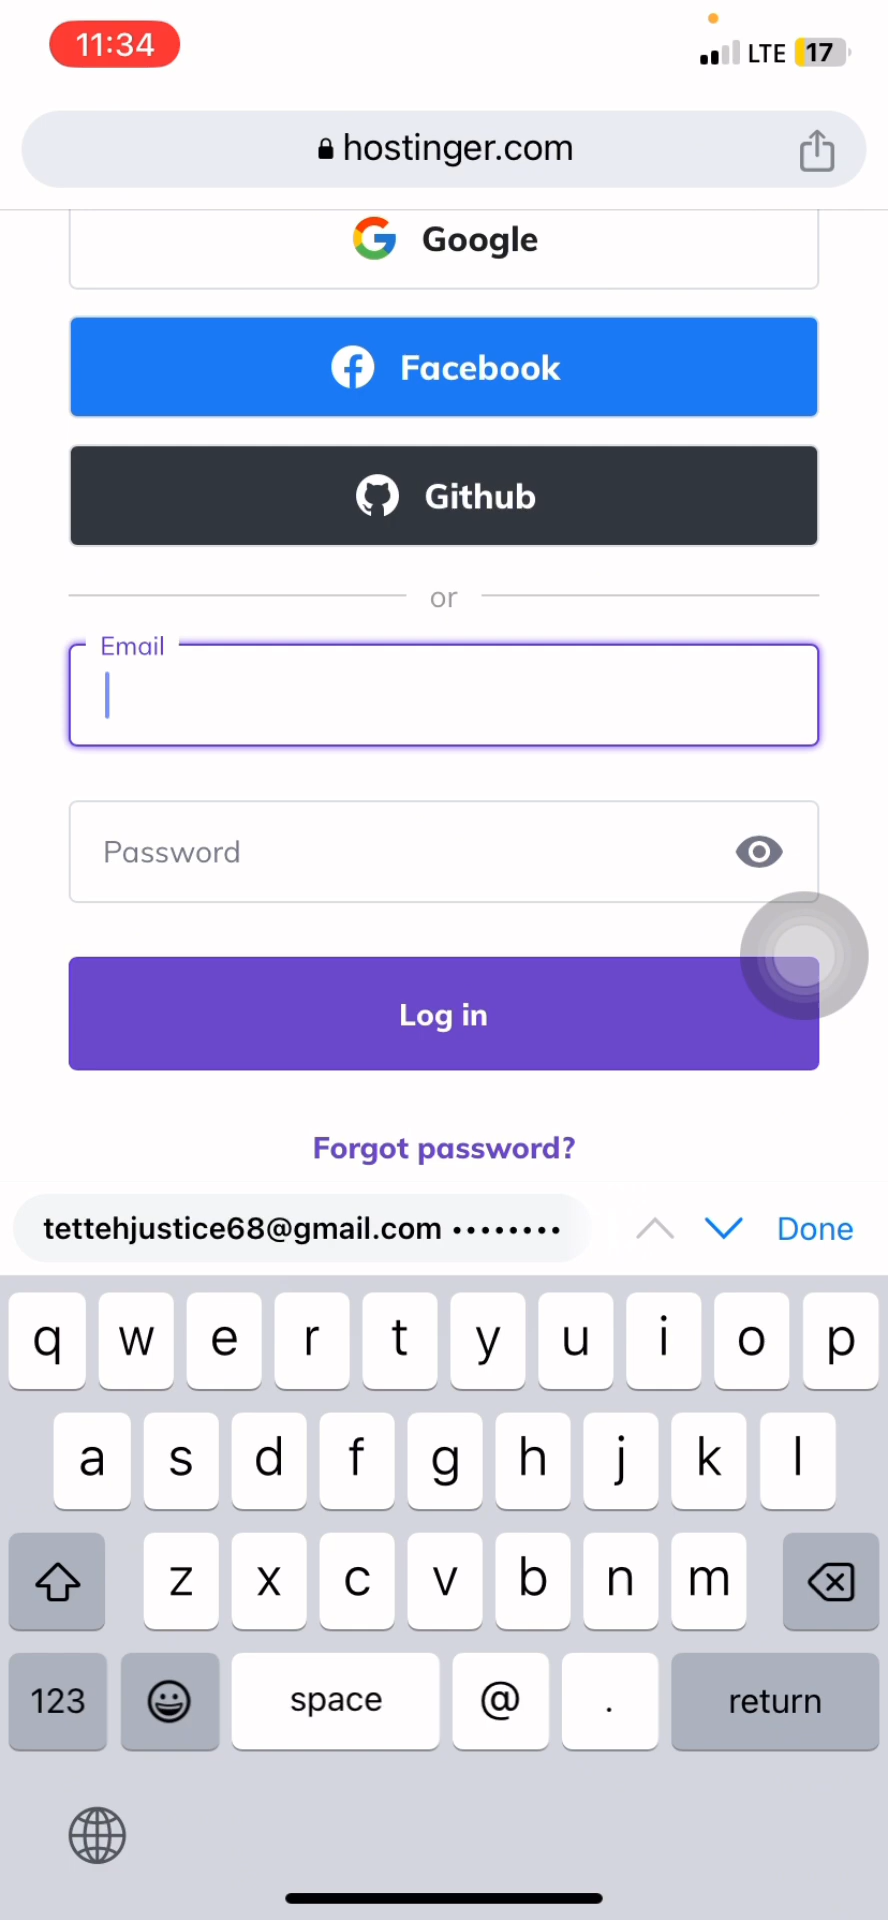 11:34
LTE 17
hostinger.com
Google
Facebook
Github
or
Email
Password
Log in
Forgot password?
tettehjustice68@gmail.com ••••••••
Done
q w e r t y u i o p
a s d f g h j k l
z x c v b n m
123 space @ . return